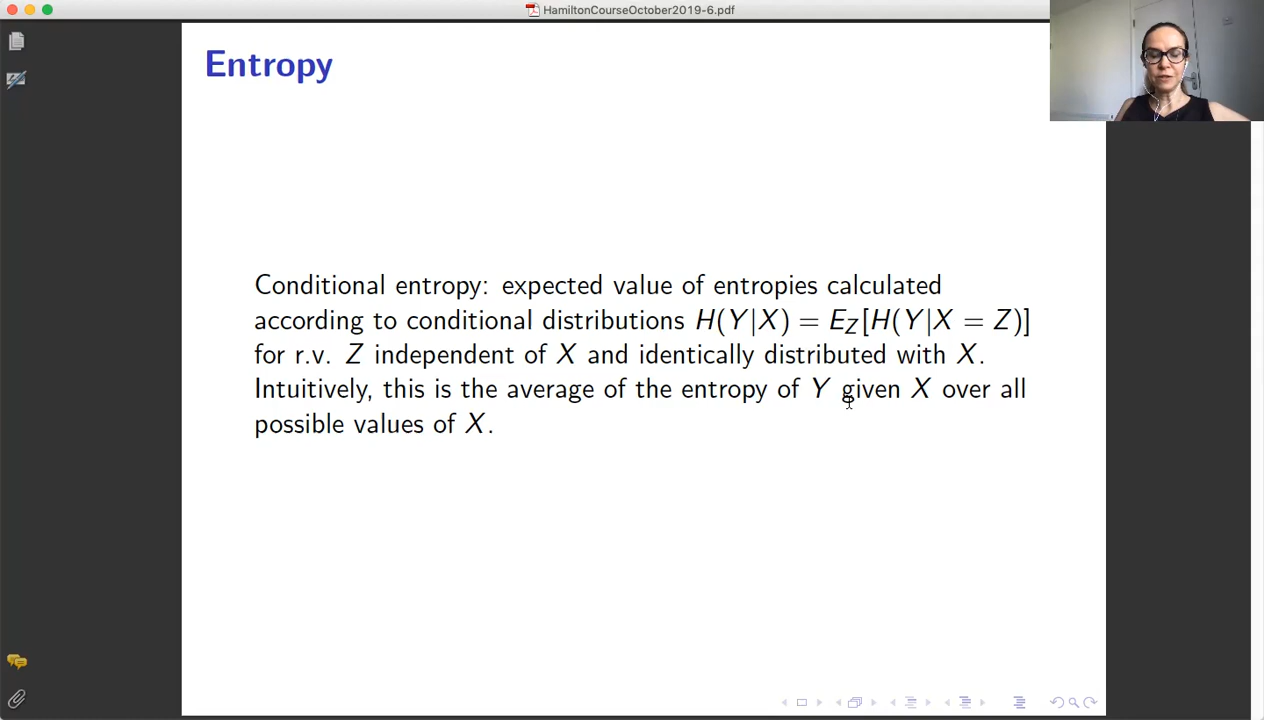 HamiltonCourseOctober2019-6.pdf
Entropy
Conditional entropy: expected value of entropies calculated
according to conditional distributions H(Y|X) = E_Z[H(Y|X = Z)]
for r.v. Z independent of X and identically distributed with X.
Intuitively, this is the average of the entropy of Y given X over all
possible values of X.